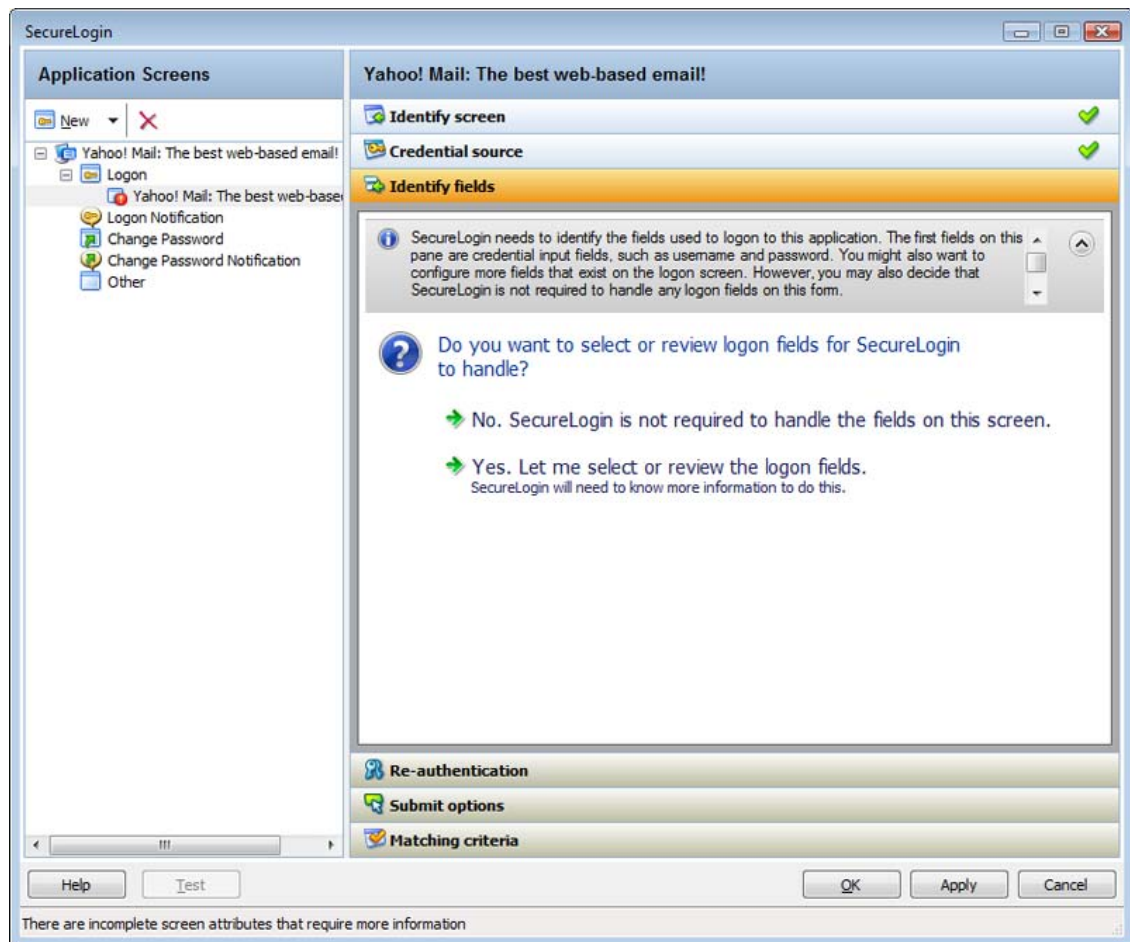 SecureLogin
Application Screens
New
Yahoo! Mail: The best web-based email!
Logon
Yahoo! Mail: The best web-base
Logon Notification
Change Password
Change Password Notification
Other
Yahoo! Mail: The best web-based email!
Identify screen
Credential source
Identify fields
SecureLogin needs to identify the fields used to logon to this application. The first fields on this
pane are credential input fields, such as username and password. You might also want to
configure more fields that exist on the logon screen. However, you may also decide that
SecureLogin is not required to handle any logon fields on this form.
Do you want to select or review logon fields for SecureLogin
to handle?
No. SecureLogin is not required to handle the fields on this screen.
Yes. Let me select or review the logon fields.
SecureLogin will need to know more information to do this.
Re-authentication
Submit options
Matching criteria
Help
Test
OK
Apply
Cancel
There are incomplete screen attributes that require more information